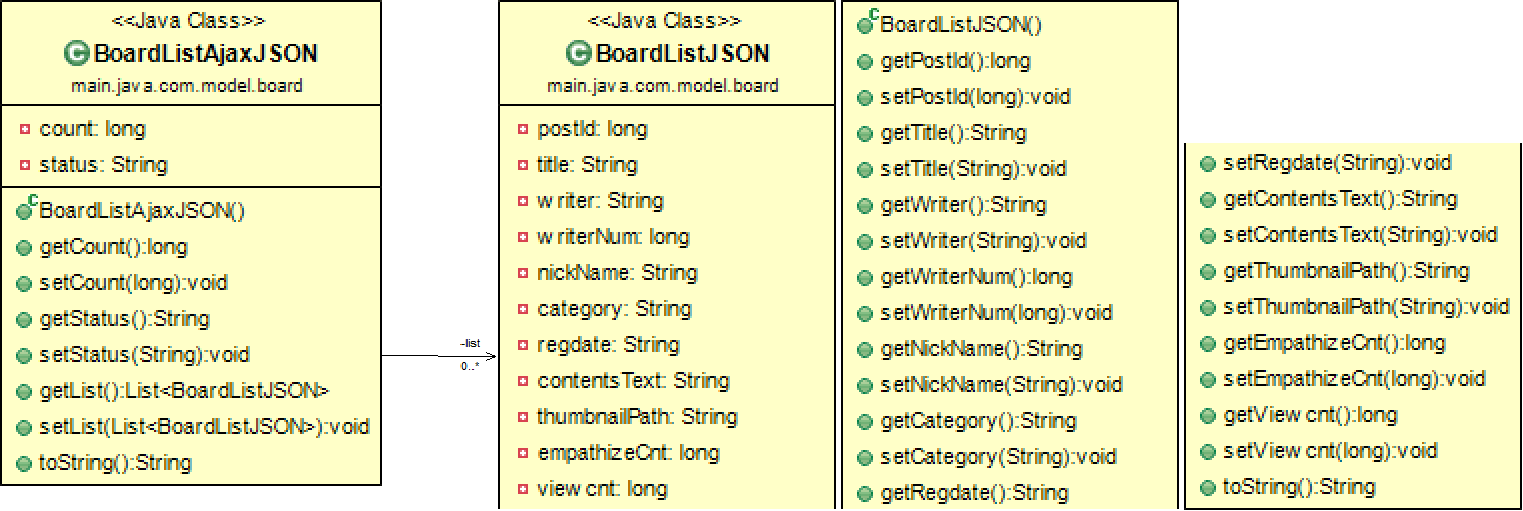 <<Java Class>>
BoardListAjaxJSON
main.java.com.model.board
count: long
status: String
BoardListAjaxJSON()
getCount():long
setCount(long):void
getStatus():String
setStatus(String):void
getList():List<BoardListJSON>
setList(List<BoardListJSON>):void
toString():String
~list
0..*
<<Java Class>>
BoardListJSON
main.java.com.model.board
postId: long
title: String
writer: String
writerNum: long
nickName: String
category: String
regdate: String
contentsText: String
thumbnailPath: String
empathizeCnt: long
viewcnt: long
BoardListJSON()
getPostId():long
setPostId(long):void
getTitle():String
setTitle(String):void
getWriter():String
setWriter(String):void
getWriterNum():long
setWriterNum(long):void
getNickName():String
setNickName(String):void
getCategory():String
setCategory(String):void
getRegdate():String
setRegdate(String):void
getContentsText():String
setContentsText(String):void
getThumbnailPath():String
setThumbnailPath(String):void
getEmpathizeCnt():long
setEmpathizeCnt(long):void
getViewcnt():long
setViewcnt(long):void
toString():String